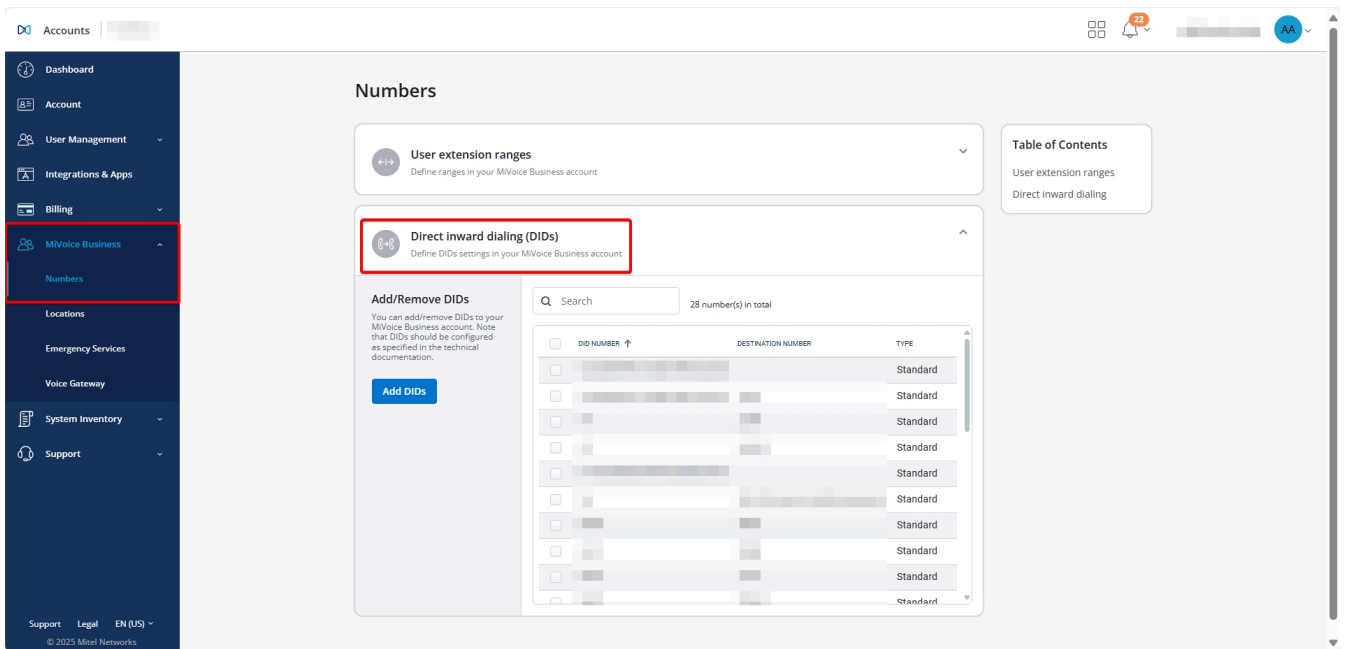 Accounts
22
AA
Dashboard
Account
User Management
Integrations & Apps
Billing
MiVoice Business
Numbers
Locations
Emergency Services
Voice Gateway
System Inventory
Support
Support Legal EN (US)
© 2025 Mitel Networks
Numbers
User extension ranges
Define ranges in your MiVoice Business account
Direct inward dialing (DIDs)
Define DIDs settings in your MiVoice Business account
Add/Remove DIDs
You can add/remove DIDs to your
MiVoice Business account. Note
that DIDs should be configured
as specified in the technical
documentation.
Add DIDs
Search
28 number(s) in total
DID NUMBER DESTINATION NUMBER TYPE
Standard
Standard
Standard
Standard
Standard
Standard
Standard
Standard
Standard
Standard
Table of Contents
User extension ranges
Direct inward dialing